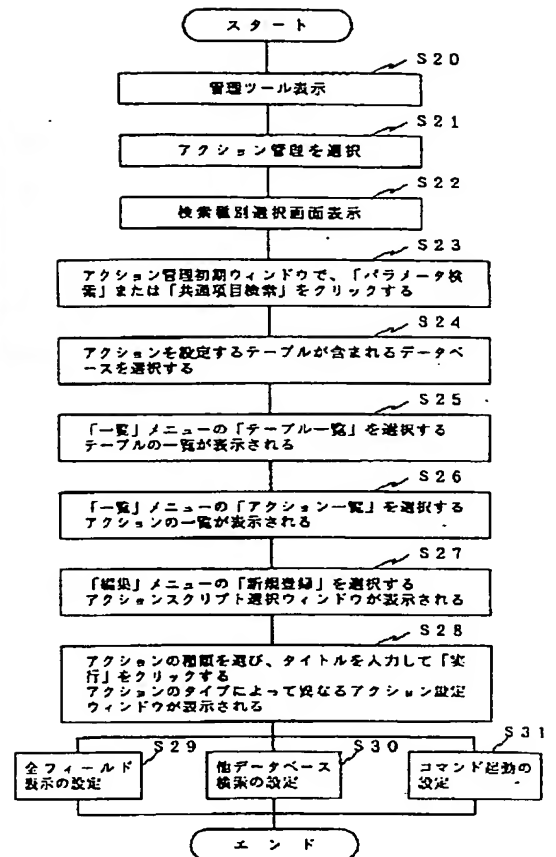 スタート
S20
管理ツール表示
S21
アクション管理を選択
S22
検索種別選択画面表示
S23
アクション管理初期ウィンドウで、「パラメータ検
索」または「共通項目検索」をクリックする
S24
アクションを設定するテーブルが含まれるデータベ
ースを選択する
S25
「一覧」メニューの「テーブル一覧」を選択する
テーブルの一覧が表示される
S26
「一覧」メニューの「アクション一覧」を選択する
アクションの一覧が表示される
S27
「編集」メニューの「新規登録」を選択する
アクションスクリプト選択ウィンドウが表示される
S28
アクションの種類を選び、タイトルを入力して「実
行」をクリックする
アクションのタイプによって異なるアクション設定
ウィンドウが表示される
S29
全フィールド
表示の設定
S30
他データベース
検索の設定
S31
コマンド起動の
設定
エンド